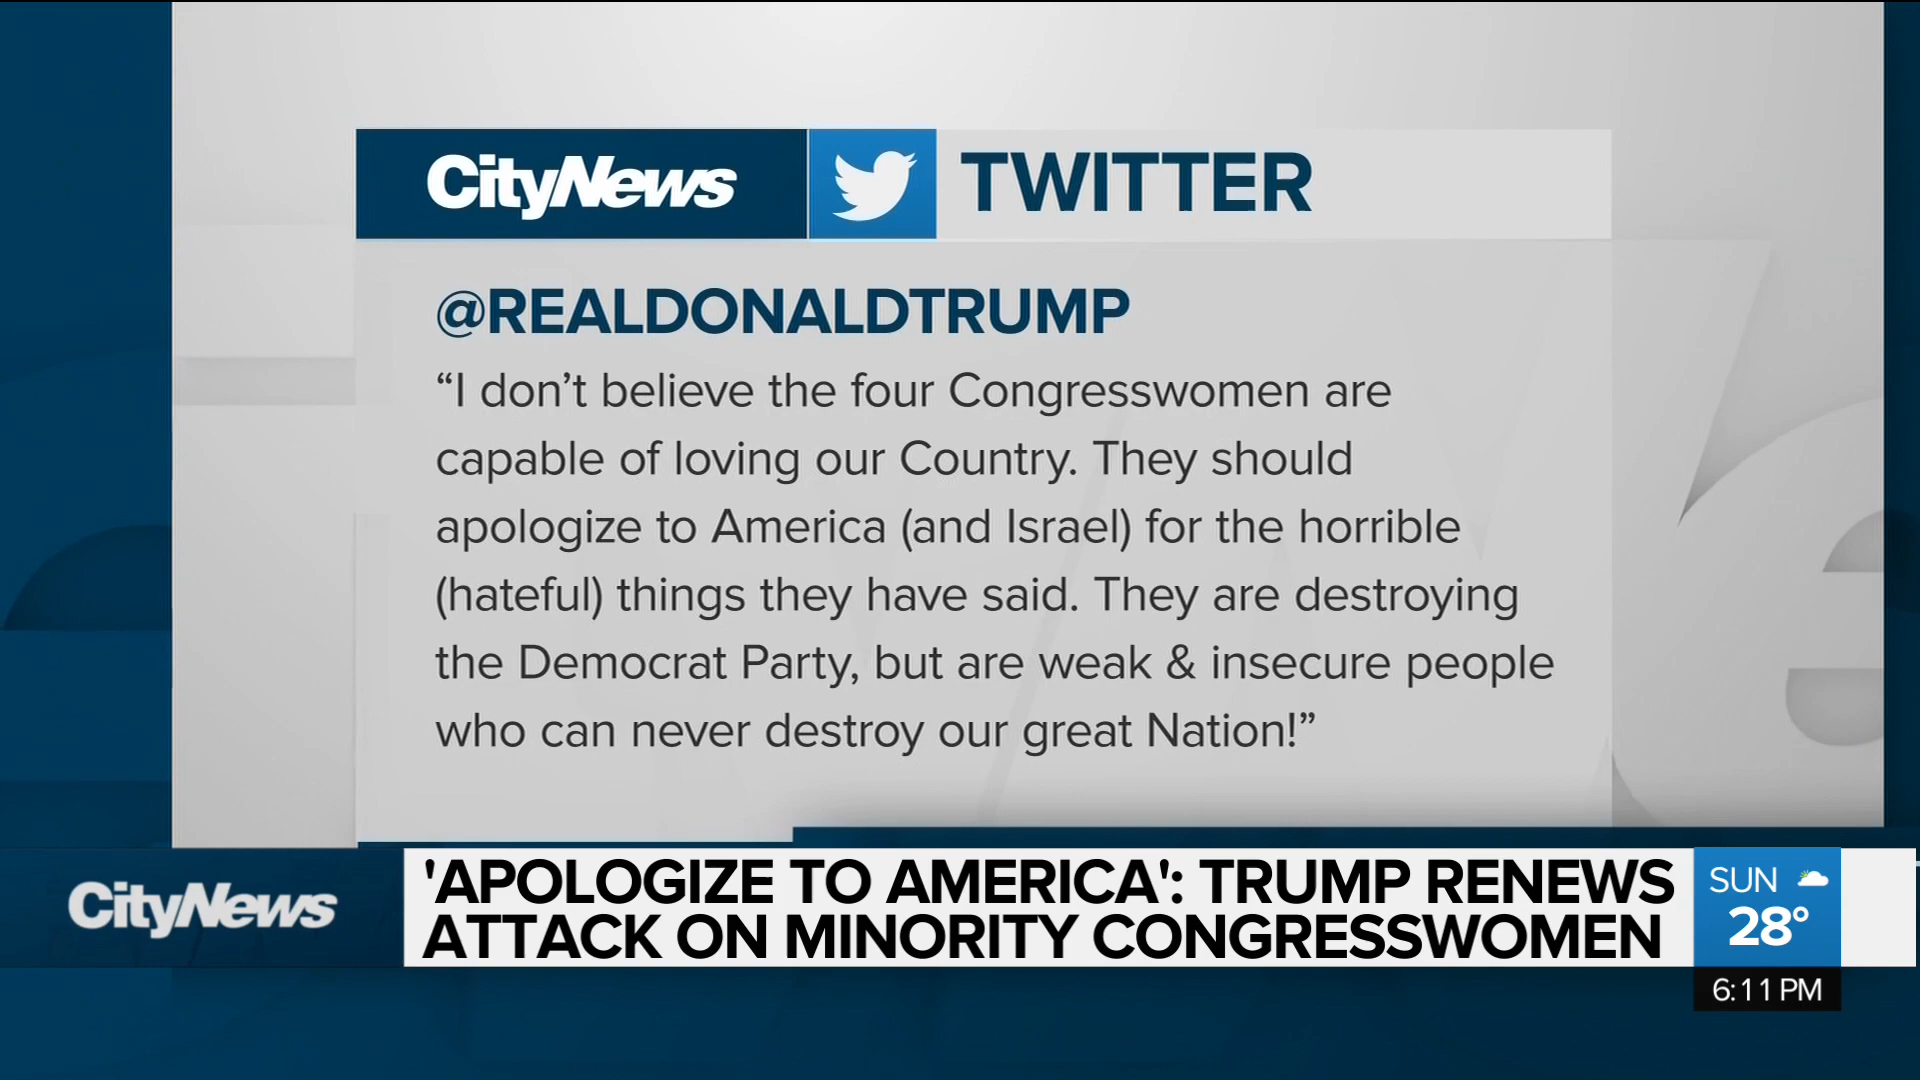 CityNews
TWITTER
@REALDONALDTRUMP
“I don’t believe the four Congresswomen are
capable of loving our Country. They should
apologize to America (and Israel) for the horrible
(hateful) things they have said. They are destroying
the Democrat Party, but are weak & insecure people
who can never destroy our great Nation!”
CityNews
'APOLOGIZE TO AMERICA': TRUMP RENEWS
ATTACK ON MINORITY CONGRESSWOMEN
SUN
28°
6:11 PM